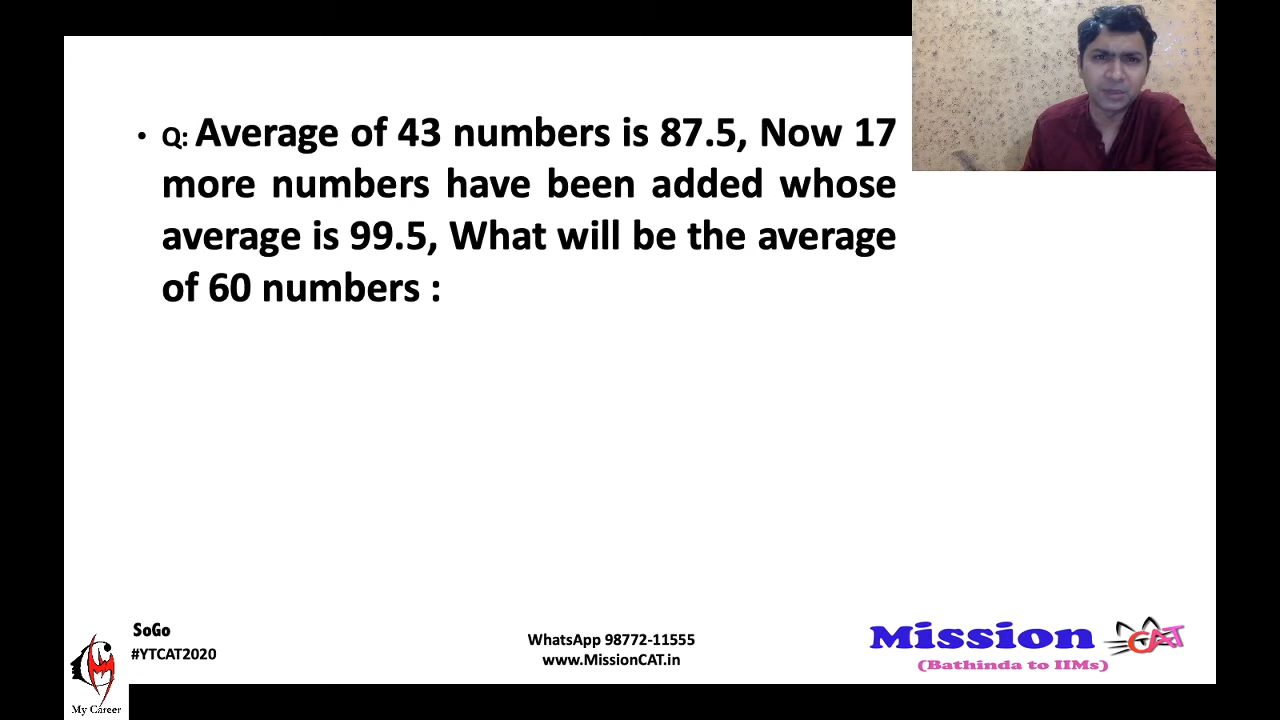 • Q: Average of 43 numbers is 87.5, Now 17
more numbers have been added whose
average is 99.5, What will be the average
of 60 numbers :
SoGo
#YTCAT2020
WhatsApp 98772-11555
www.MissionCAT.in
Mission CAT
(Bathinda to IIMs)
My Career